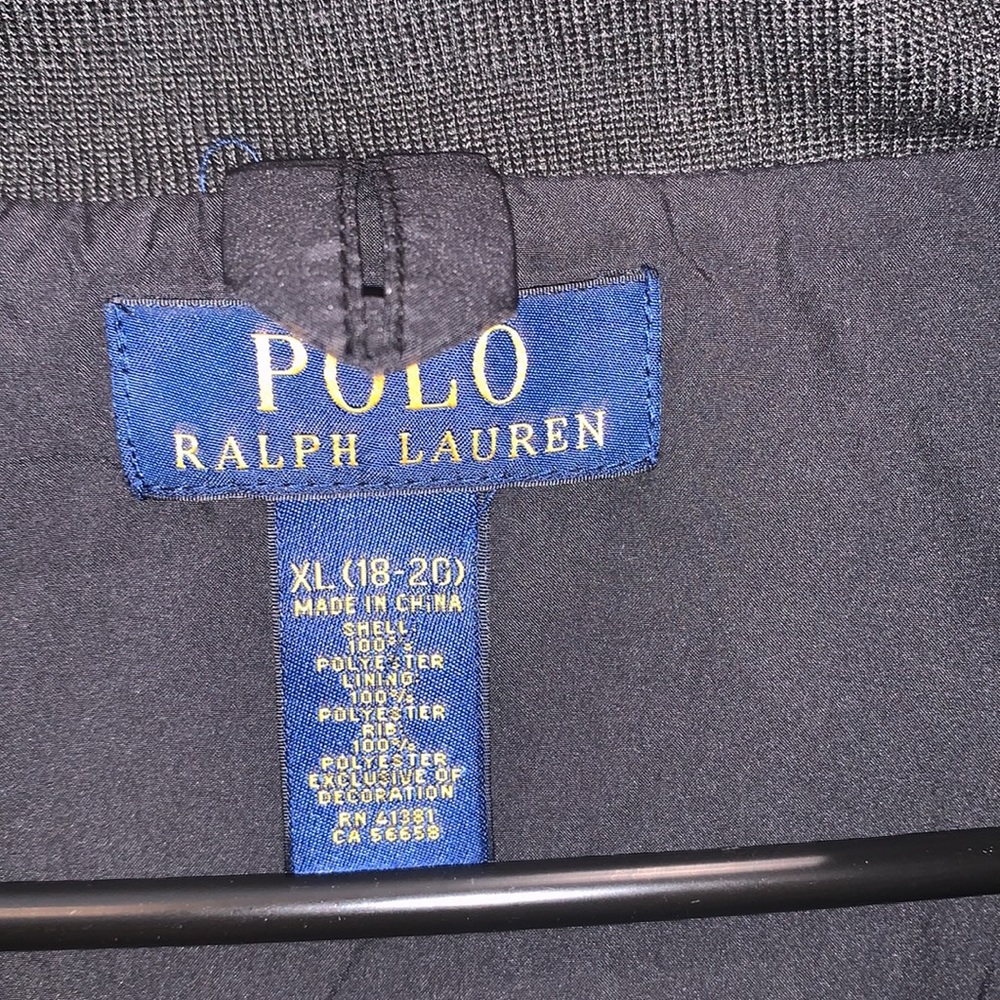 POLO
RALPH LAUREN
XL (18-20)
MADE IN CHINA
SHELL:
100%
POLYESTER
LINING
100%
POLYESTER
RIB
100%
POLYESTER
EXCLUSIVE OF
DECORATION
RN 41381
CA 56658